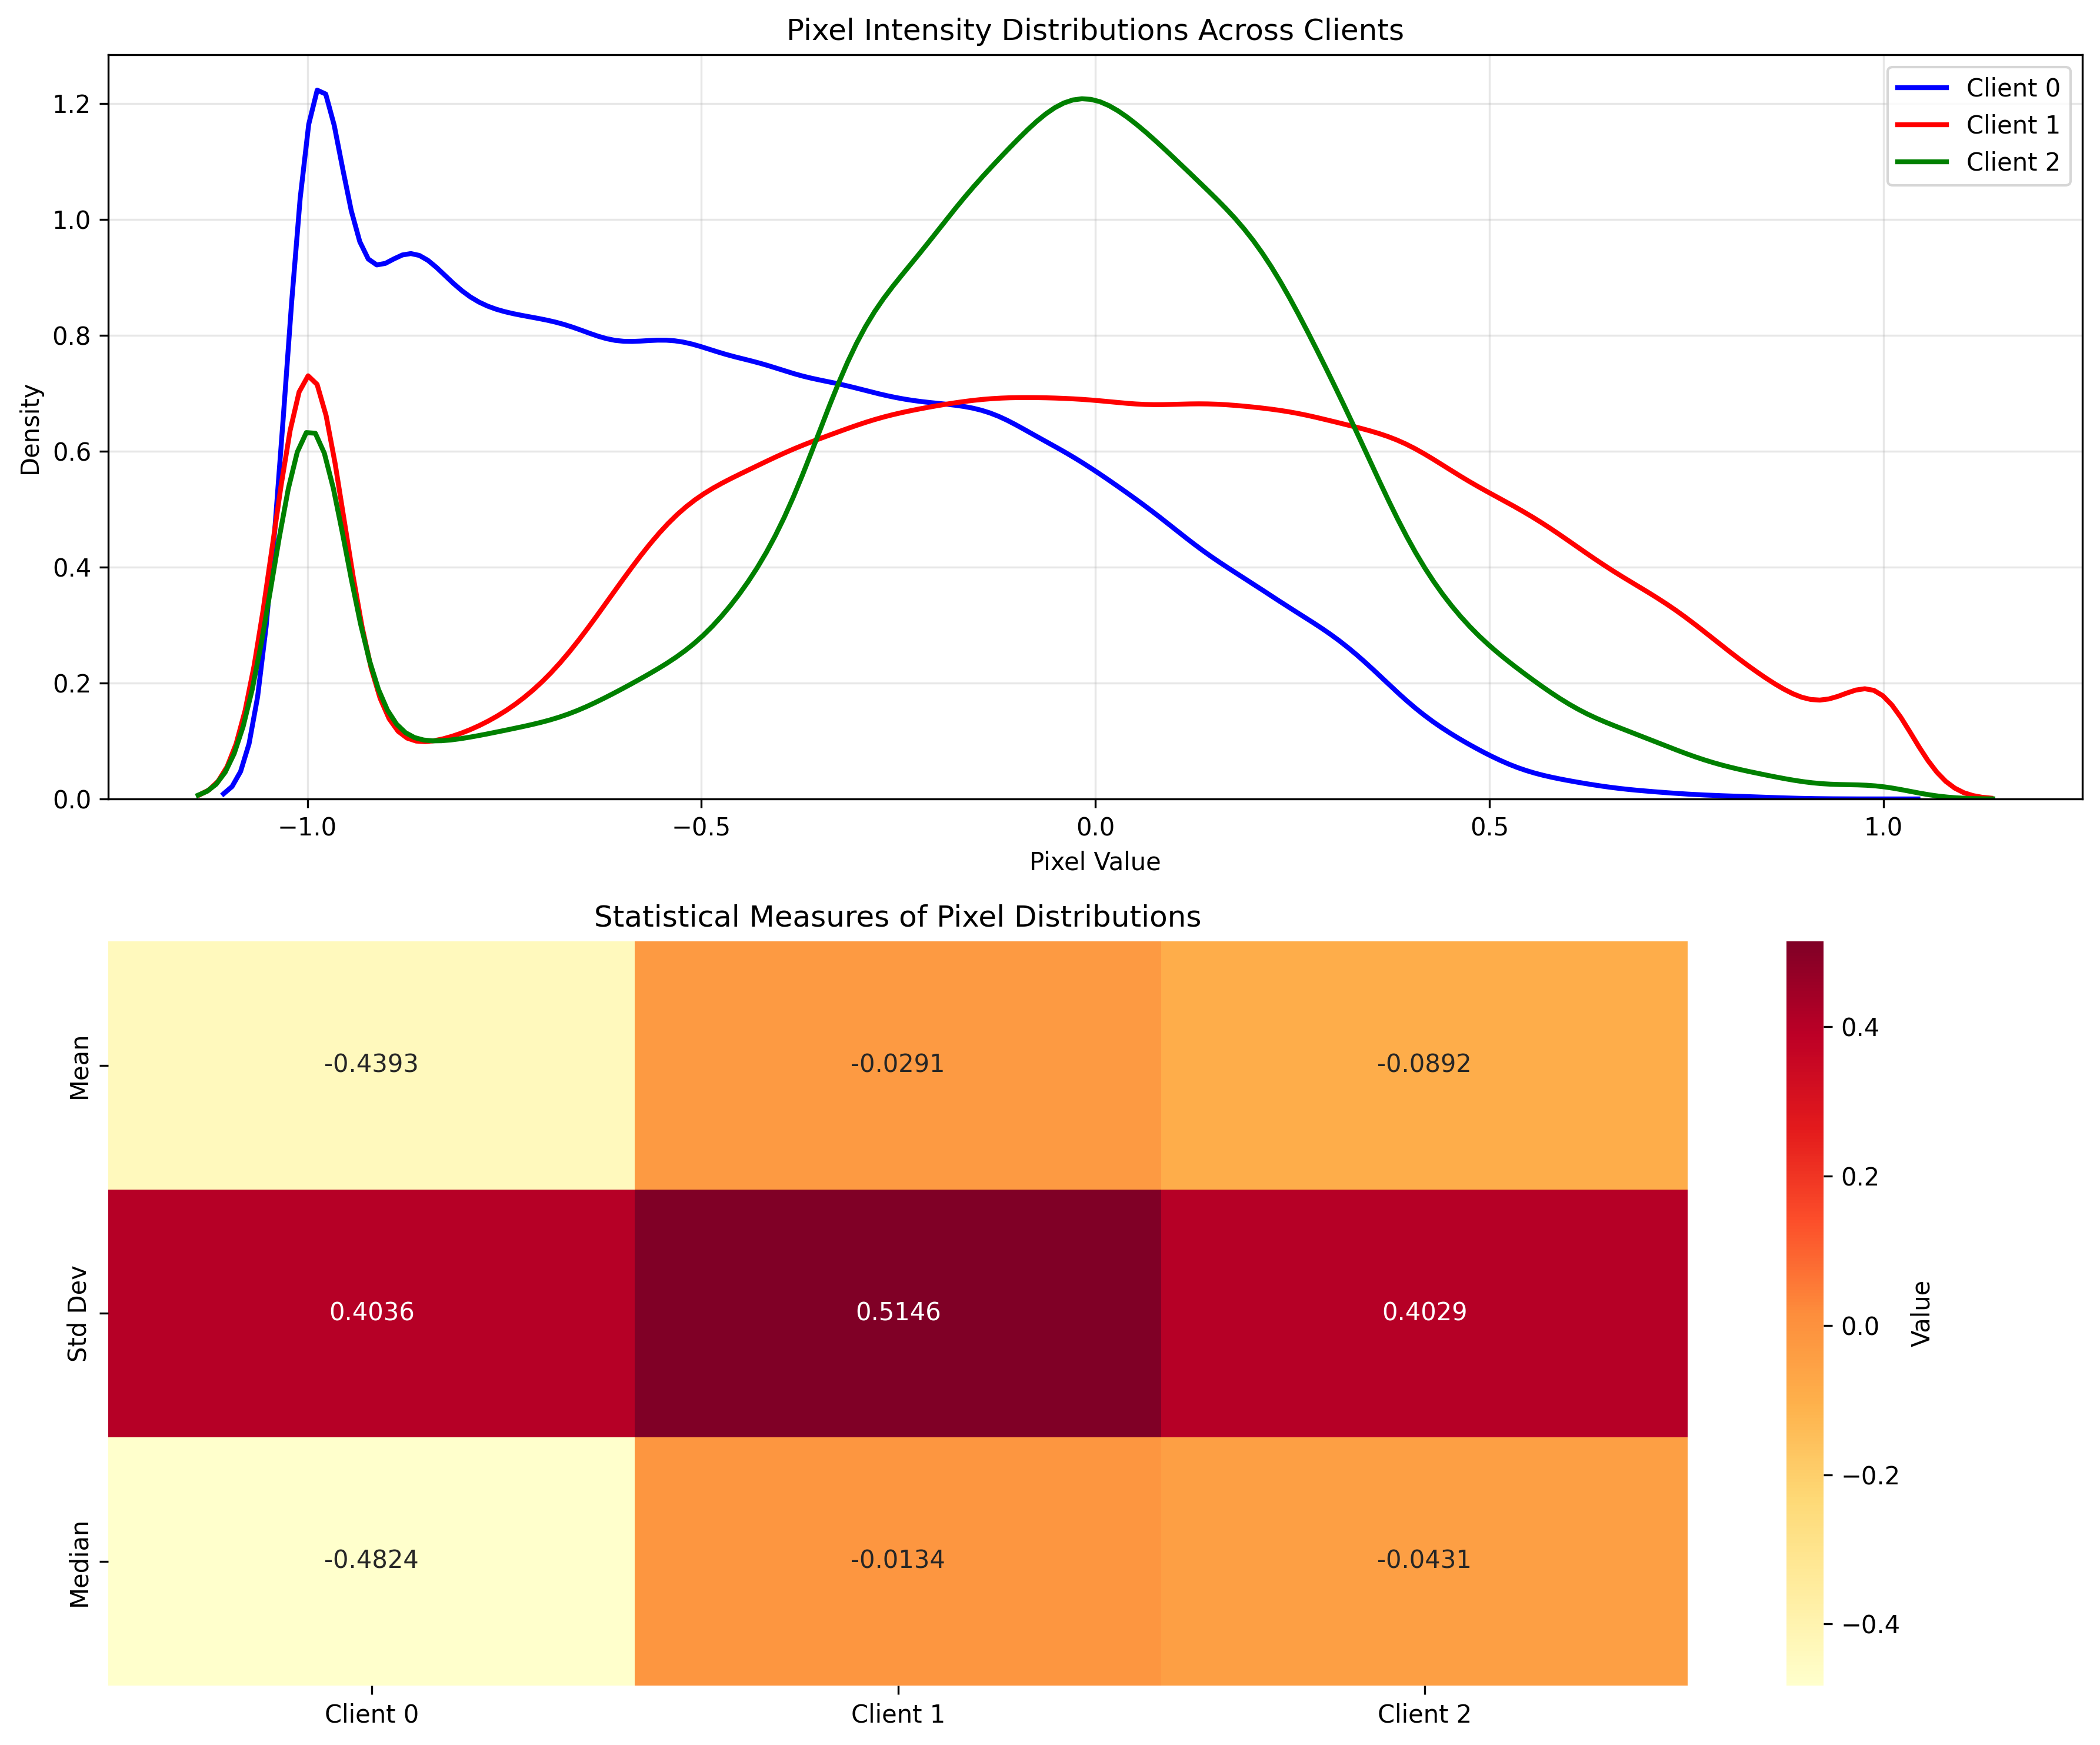 Pixel Intensity Distributions Across Clients
Client 0
Client 1
Client 2
Density
1.2
1.0
0.8
0.6
0.4
0.2
0.0
−1.0
−0.5
0.0
0.5
1.0
Pixel Value
Statistical Measures of Pixel Distributions
Mean
-0.4393
-0.0291
-0.0892
Std Dev
0.4036
0.5146
0.4029
Median
-0.4824
-0.0134
-0.0431
Client 0
Client 1
Client 2
0.4
0.2
0.0
−0.2
−0.4
Value